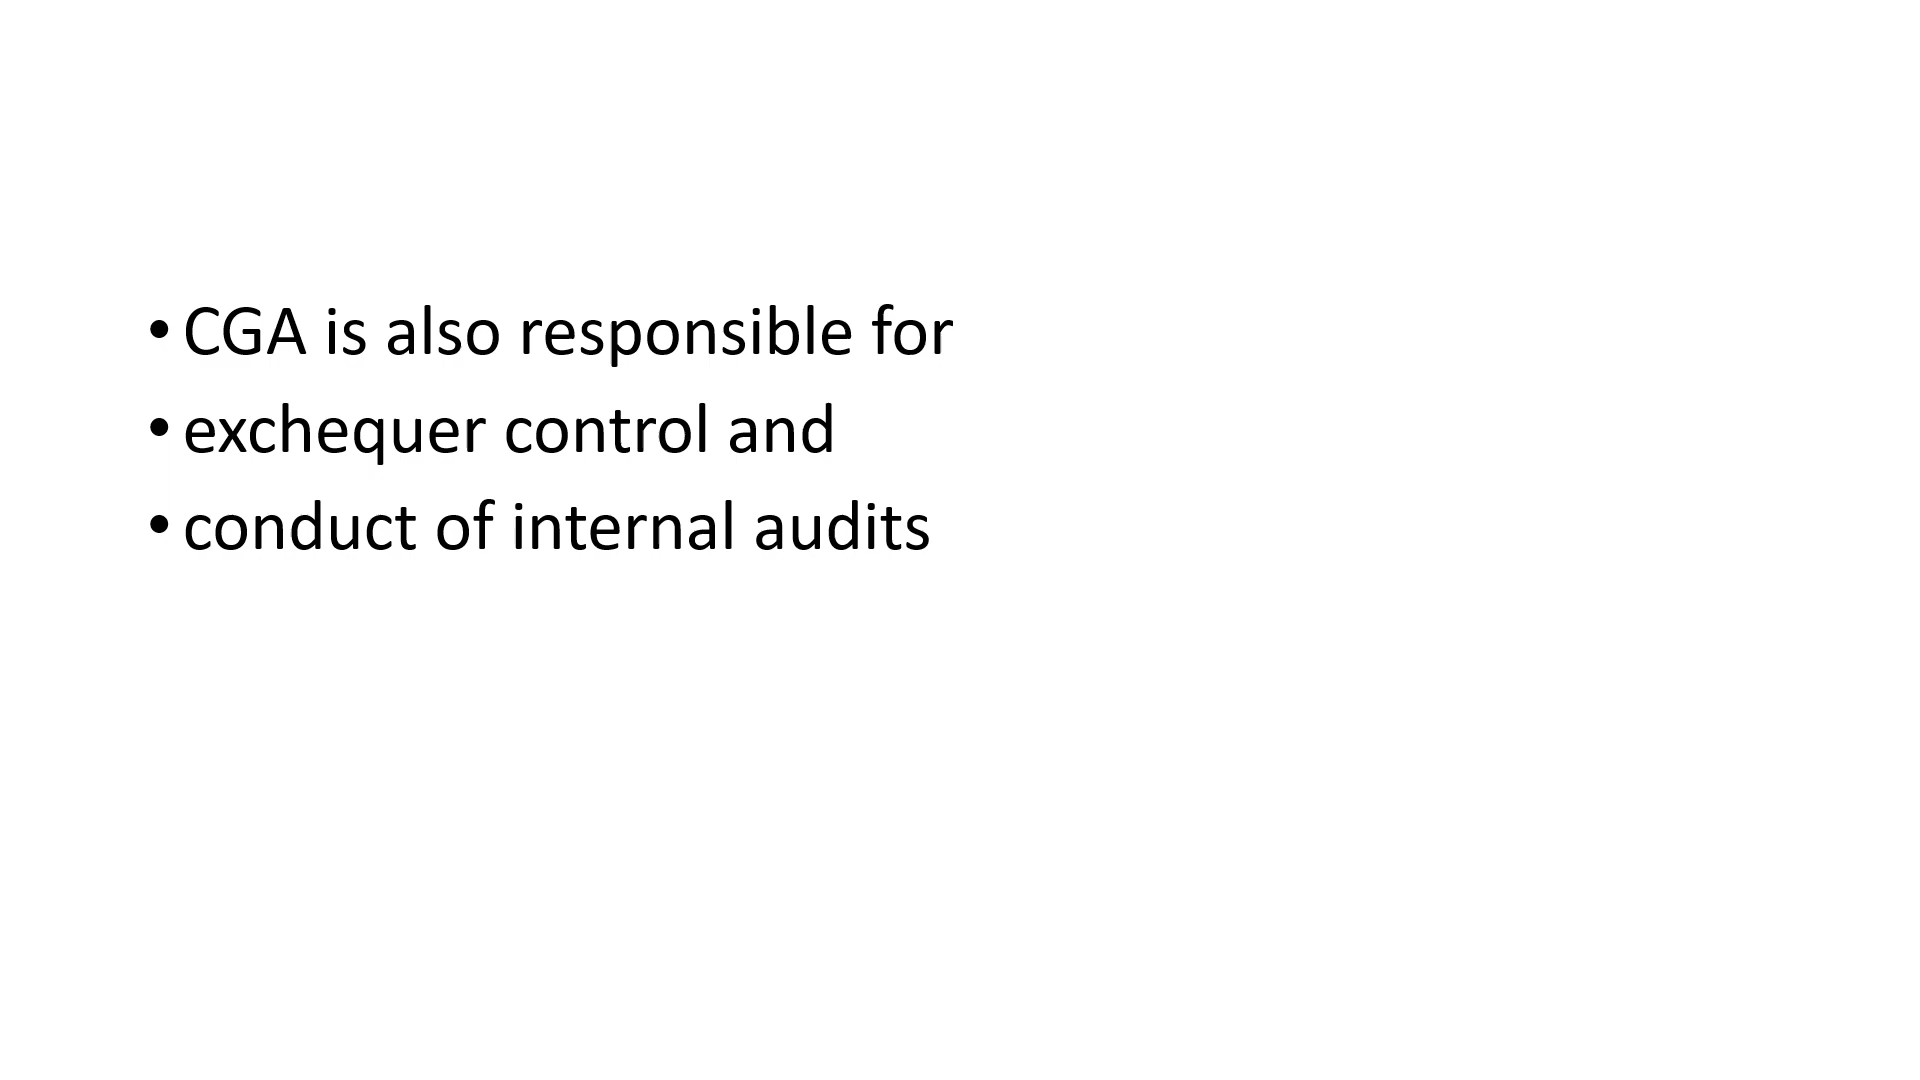 • CGA is also responsible for
• exchequer control and
• conduct of internal audits